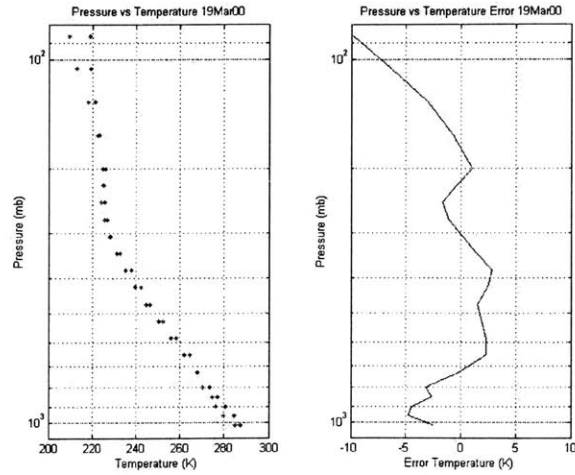 Pressure vs Temperature 19Mar00
Pressure (mb)
10²
10³
200 220 240 260 280 300
Temperature (K)
Pressure vs Temperature Error 19Mar00
Pressure (mb)
10²
10³
-10 -5 0 5 10
Error Temperature (K)